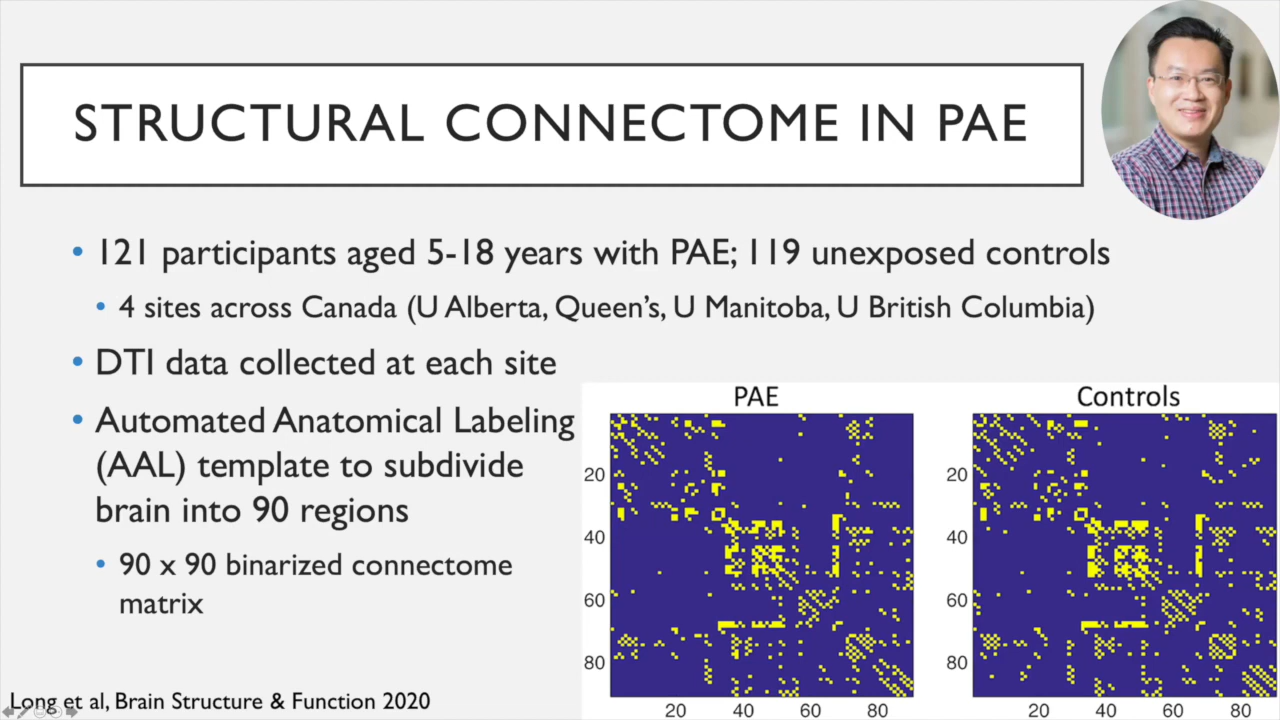 STRUCTURAL CONNECTOME IN PAE
• 121 participants aged 5-18 years with PAE; 119 unexposed controls
• 4 sites across Canada (U Alberta, Queen's, U Manitoba, U British Columbia)
• DTI data collected at each site
• Automated Anatomical Labeling
(AAL) template to subdivide
brain into 90 regions
• 90 x 90 binarized connectome
matrix
PAE
20
40
60
80
20 40 60 80
Controls
20
40
60
80
20 40 60 80
Long et al, Brain Structure & Function 2020